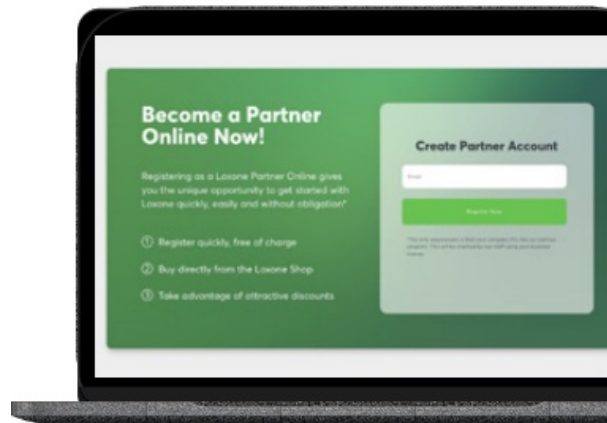 Become a Partner
Online Now!
Registering as a Loxone Partner Online gives
you the unique opportunity to get started with
Loxone quickly, easily and without obligation*
1 Register quickly, free of charge
2 Buy directly from the Loxone Shop
3 Take advantage of attractive discounts
Create Partner Account
Email
Register Now